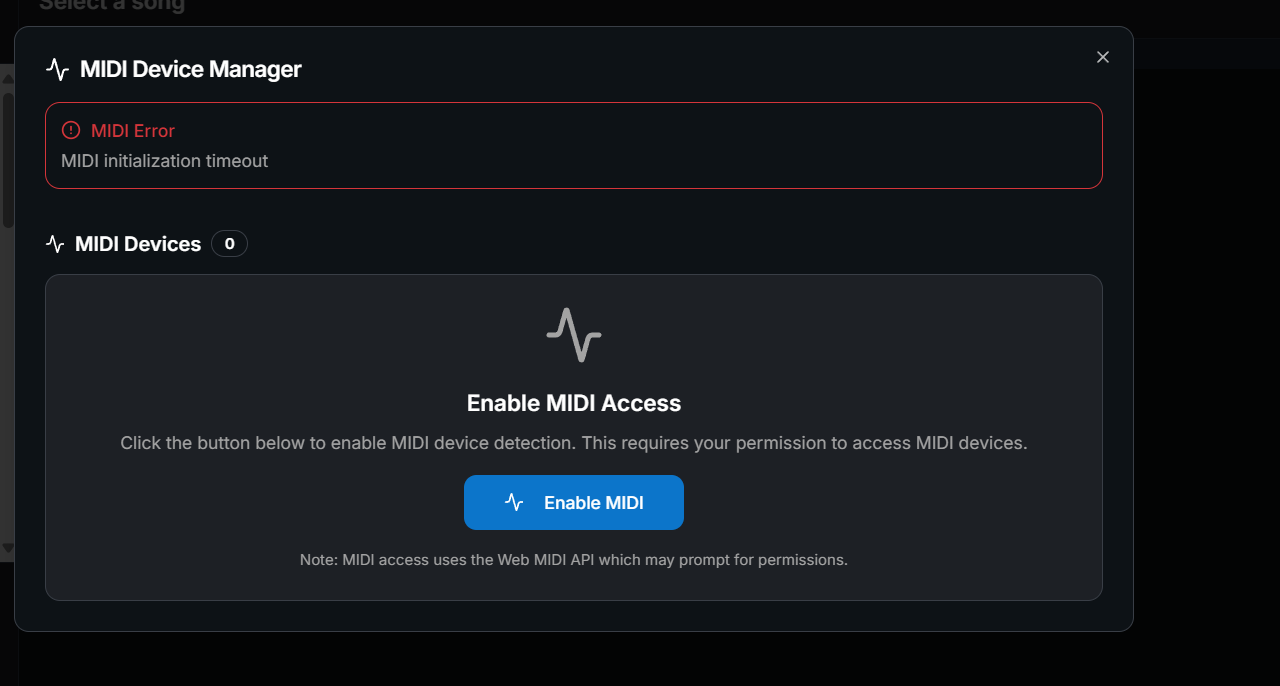 Select a song
MIDI Device Manager
MIDI Error
MIDI initialization timeout
MIDI Devices 0
Enable MIDI Access
Click the button below to enable MIDI device detection. This requires your permission to access MIDI devices.
Enable MIDI
Note: MIDI access uses the Web MIDI API which may prompt for permissions.